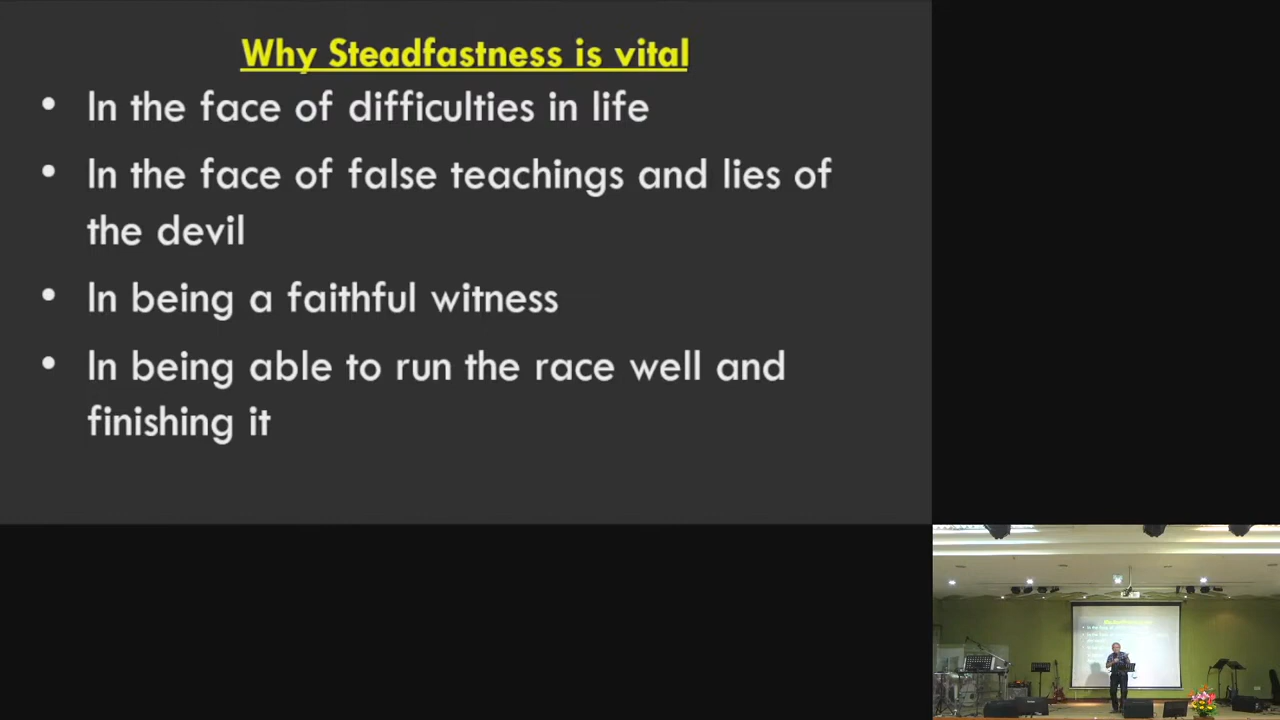 Why Steadfastness is vital
• In the face of difficulties in life
• In the face of false teachings and lies of
the devil
• In being a faithful witness
• In being able to run the race well and
finishing it